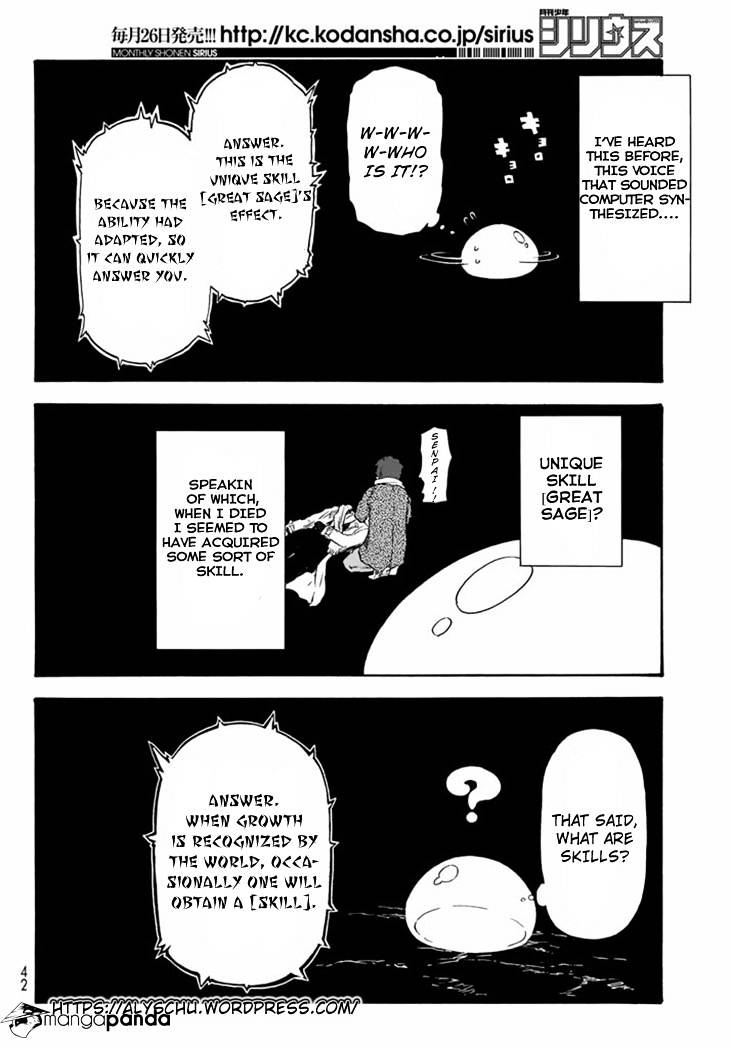 毎月26日発売!!! http://kc.kodansha.co.jp/sirius
MONTHLY SHONEN SIRIUS
月刊少年
シリウス
I'VE HEARD
THIS BEFORE,
THIS VOICE
THAT SOUNDED
COMPUTER SYN-
THESIZED....
キョロ
キョロ
W-W-W-
W-WHO
IS IT!?
ANSWER.
THIS IS THE
UNIQUE SKILL
[GREAT SAGE]'S
EFFECT.
BECAUSE THE
ABILITY HAD
ADAPTED, SO
IT CAN QUICKLY
ANSWER YOU.
UNIQUE
SKILL
[GREAT
SAGE]?
SENPAI!!
SPEAKIN
OF WHICH,
WHEN I DIED
I SEEMED TO
HAVE ACQUIRED
SOME SORT OF
SKILL.
THAT SAID,
WHAT ARE
SKILLS?
?
ANSWER.
WHEN GROWTH
IS RECOGNIZED BY
THE WORLD, OCCA-
SIONALLY ONE WILL
OBTAIN A [SKILL].
42
HTTPS://ALYSCHU.WORDPRESS.COM/
mangapanda